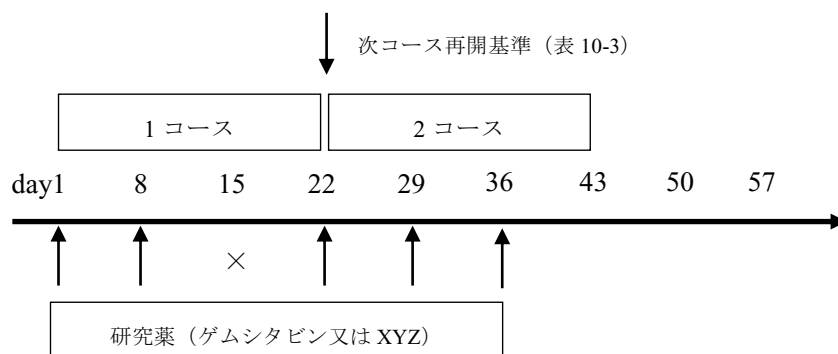 次コース再開基準（表 10-3）
1 コース 2 コース
day1 8 15 22 29 36 43 50 57
×
研究薬（ゲムシタビン又は XYZ）